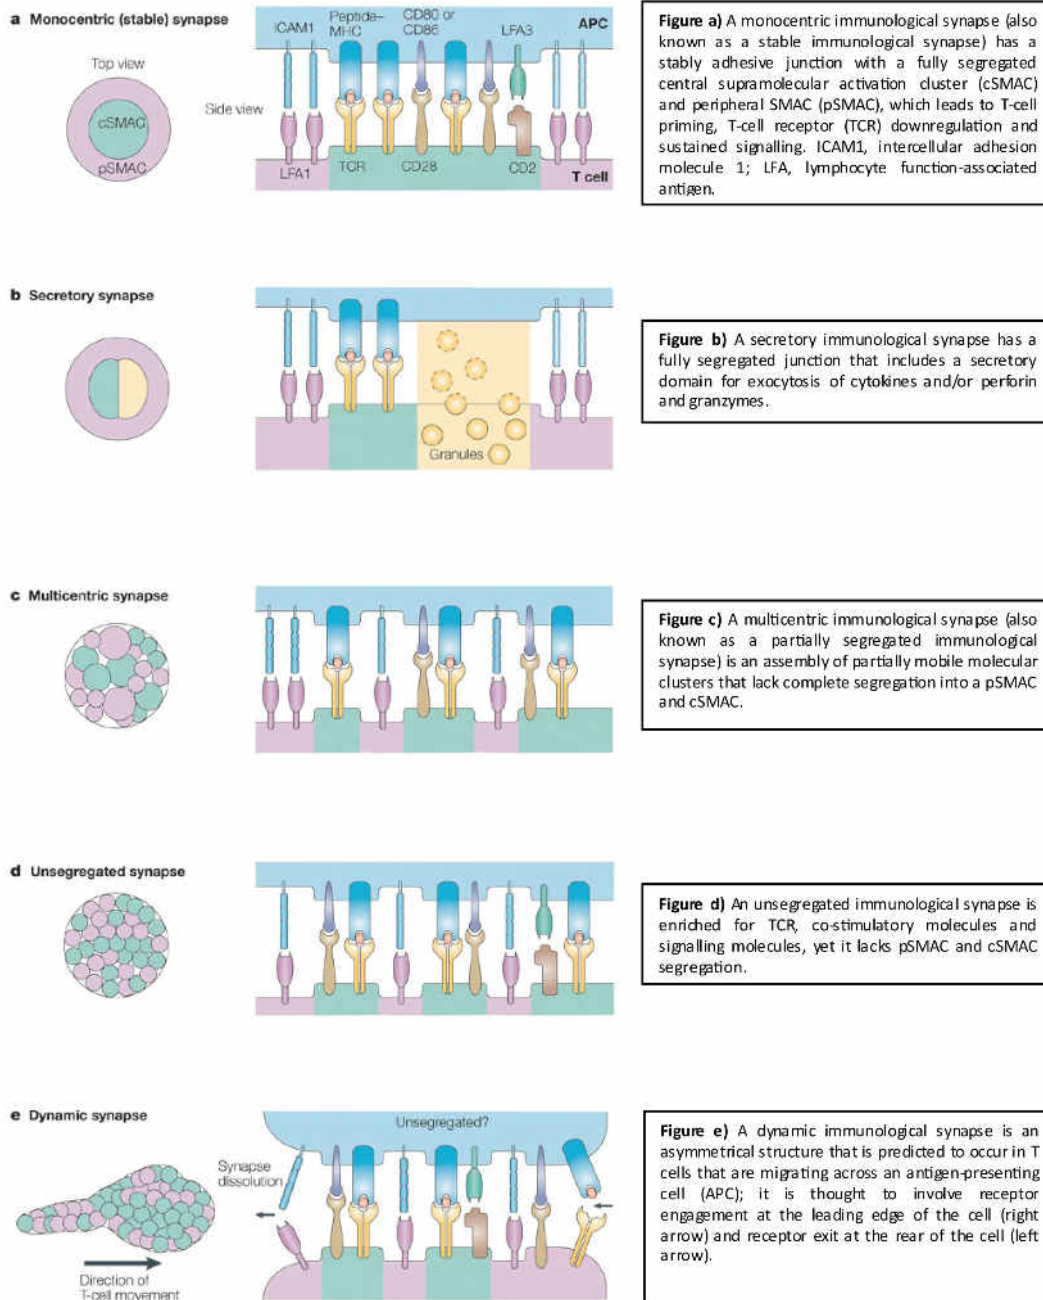 a Monocentric (stable) synapse
Top view
cSMAC
pSMAC
Side view
ICAM1
Peptide–
MHC
CD80 or
CD86
LFA3
APC
LFA1
TCR
CD28
CD2
T cell
Figure a) A monocentric immunological synapse (also
known as a stable immunological synapse) has a
stably adhesive junction with a fully segregated
central supramolecular activation cluster (cSMAC)
and peripheral SMAC (pSMAC), which leads to T-cell
priming, T-cell receptor (TCR) downregulation and
sustained signalling. ICAM1, intercellular adhesion
molecule 1; LFA, lymphocyte function-associated
antigen.
b Secretory synapse
Granules
Figure b) A secretory immunological synapse has a
fully segregated junction that includes a secretory
domain for exocytosis of cytokines and/or perforin
and granzymes.
c Multicentric synapse
Figure c) A multicentric immunological synapse (also
known as a partially segregated immunological
synapse) is an assembly of partially mobile molecular
clusters that lack complete segregation into a pSMAC
and cSMAC.
d Unsegregated synapse
Figure d) An unsegregated immunological synapse is
enriched for TCR, co-stimulatory molecules and
signalling molecules, yet it lacks pSMAC and cSMAC
segregation.
e Dynamic synapse
Unsegregated?
Synapse
dissolution
Direction of
T-cell movement
Figure e) A dynamic immunological synapse is an
asymmetrical structure that is predicted to occur in T
cells that are migrating across an antigen-presenting
cell (APC); it is thought to involve receptor
engagement at the leading edge of the cell (right
arrow) and receptor exit at the rear of the cell (left
arrow).